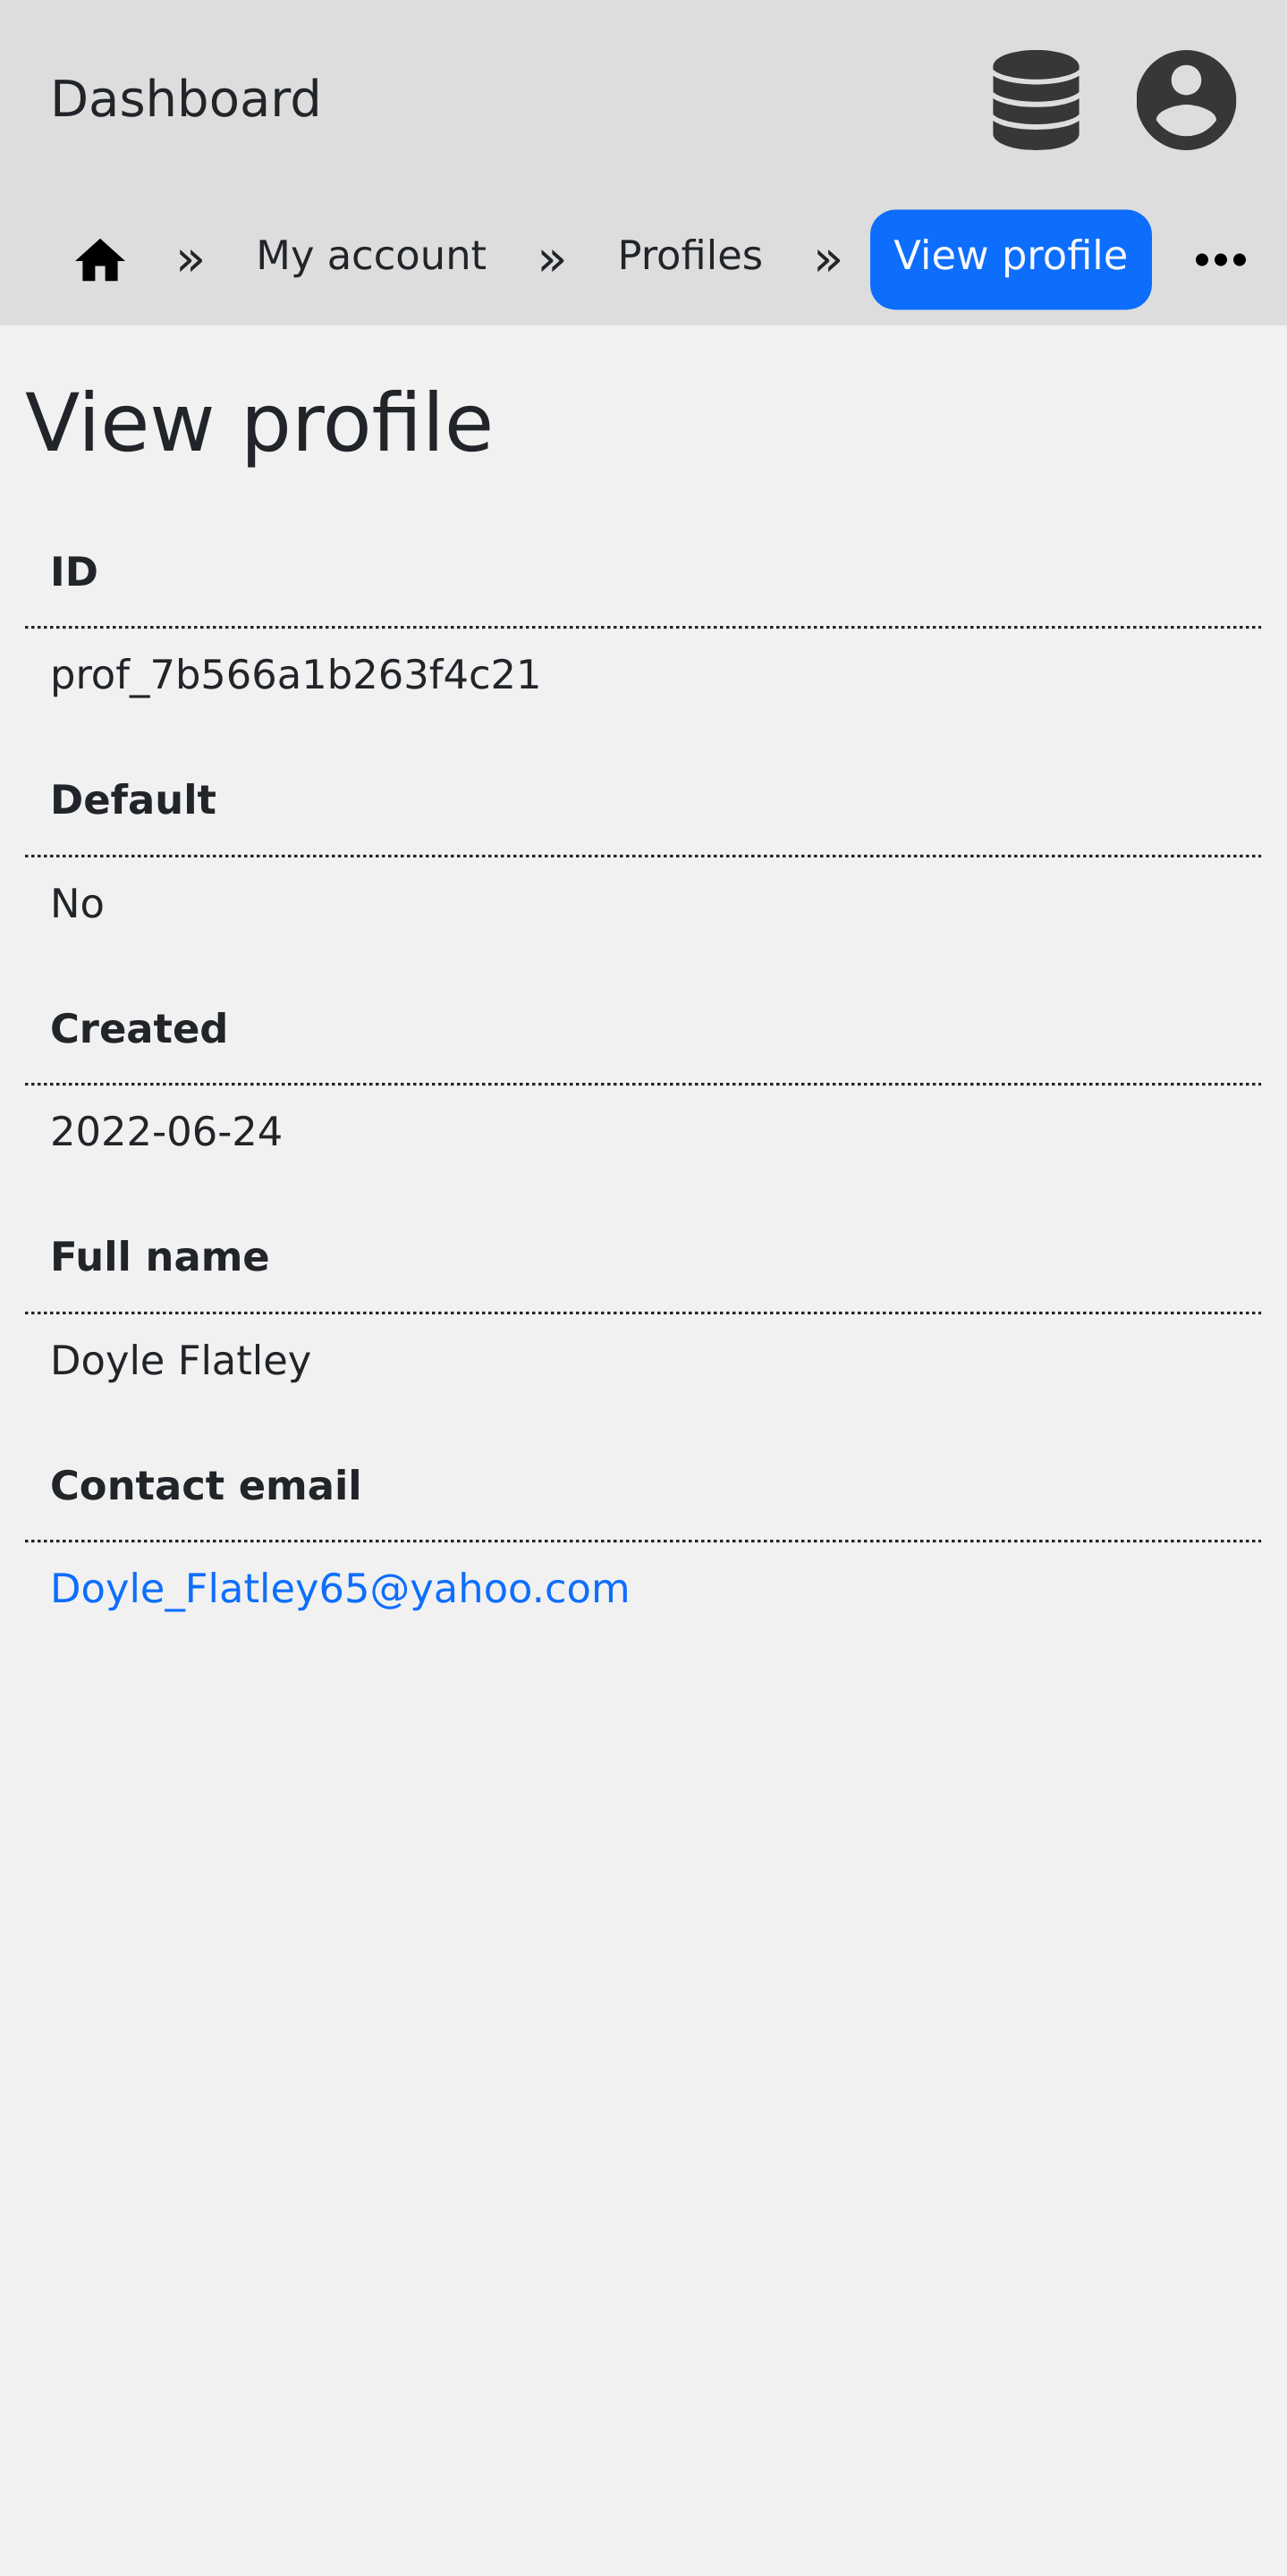 Dashboard
» My account » Profiles » View profile •••
View profile
ID
prof_7b566a1b263f4c21
Default
No
Created
2022-06-24
Full name
Doyle Flatley
Contact email
Doyle_Flatley65@yahoo.com